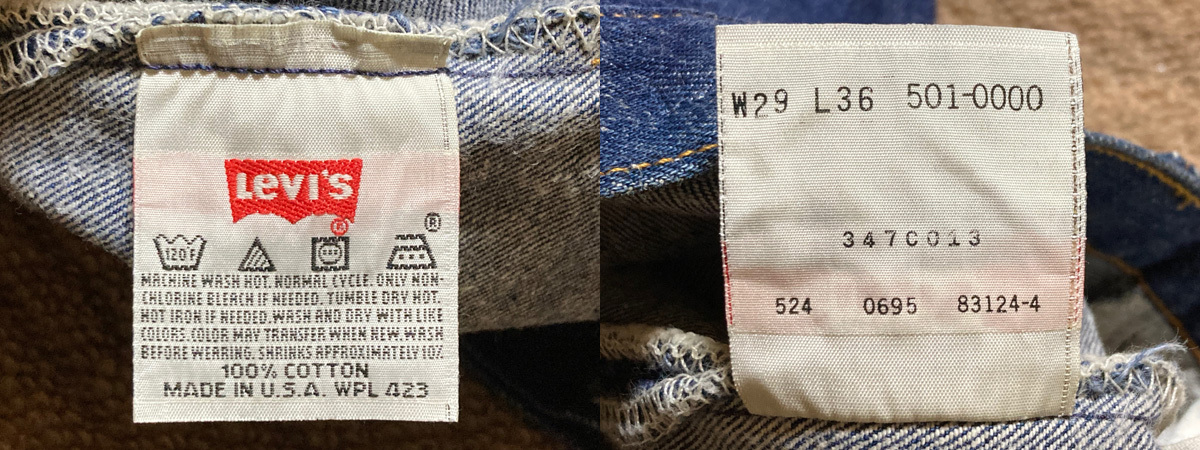 Levi's
®
®
120F
MACHINE WASH HOT. NORMAL CYCLE. ONLY NON-
CHLORINE BLEACH IF NEEDED. TUMBLE DRY HOT.
HOT IRON IF NEEDED. WASH AND DRY WITH LIKE
COLORS. COLOR MAY TRANSFER WHEN NEW. WASH
BEFORE WEARING. SHRINKS APPROXIMATELY 10%
100% COTTON
MADE IN U.S.A. WPL 423
W29 L36 501-0000
347C013
524 0695 83124-4